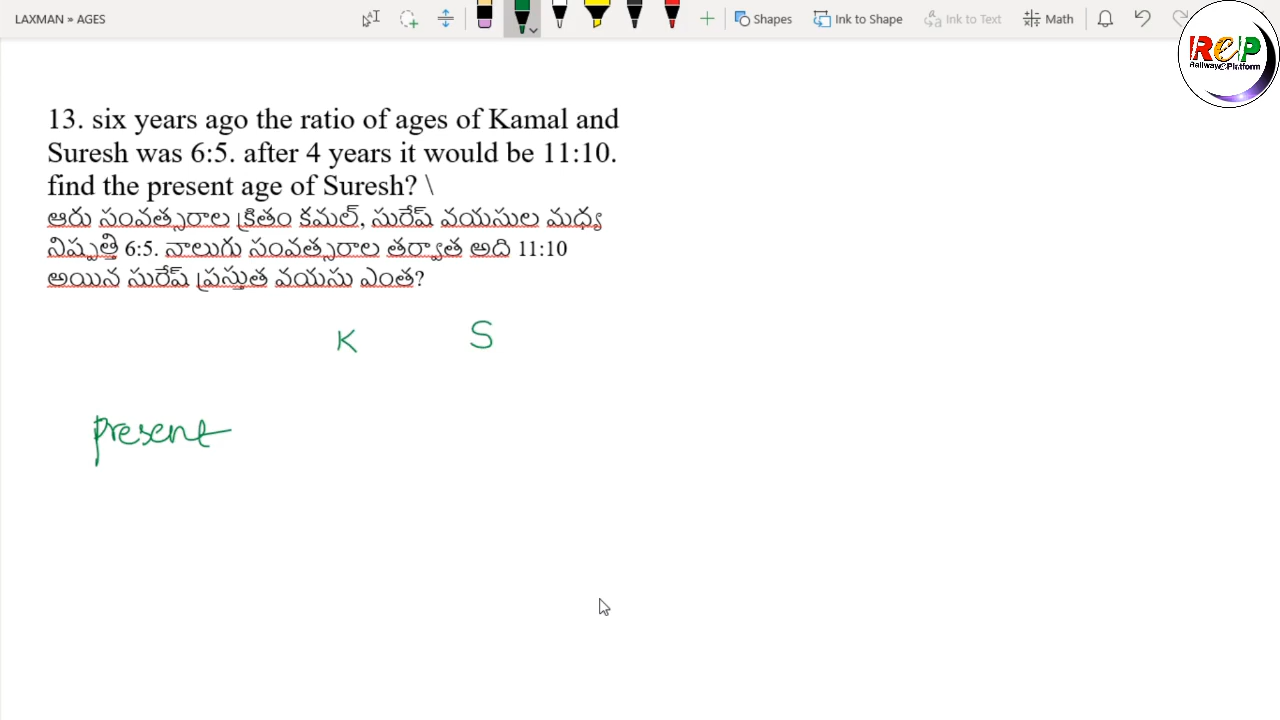 LAXMAN » AGES
Shapes
Ink to Shape
Ink to Text
Math
RCP
Railway Platform
13. six years ago the ratio of ages of Kamal and
Suresh was 6:5. after 4 years it would be 11:10.
find the present age of Suresh? \
ఆరు సంవత్సరాల క్రితం కమల్, సురేష్ వయసుల మధ్య
నిష్పత్తి 6:5. నాలుగు సంవత్సరాల తర్వాత అది 11:10
అయిన సురేష్ ప్రస్తుత వయసు ఎంత?
K S
present